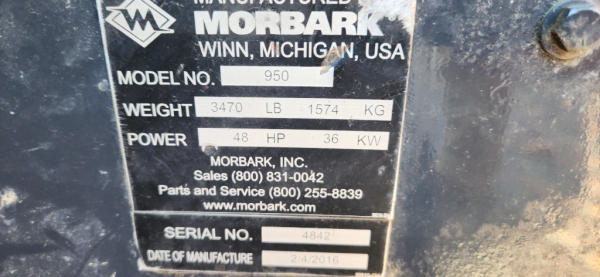 MANUFACTURED
MORBARK
WINN, MICHIGAN, USA
MODEL NO. 950
WEIGHT 3470 LB 1574 KG
POWER 48 HP 36 KW
MORBARK, INC.
Sales (800) 831-0042
Parts and Service (800) 255-8839
www.morbark.com
SERIAL NO. 4842
DATE OF MANUFACTURE 2/4/2016